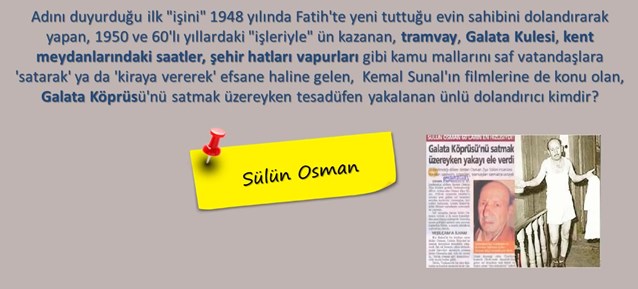 Adını duyurduğu ilk "işini" 1948 yılında Fatih'te yeni tuttuğu evin sahibini dolandırarak
yapan, 1950 ve 60'lı yıllardaki "işleriyle" ün kazanan, tramvay, Galata Kulesi, kent
meydanlarındaki saatler, şehir hatları vapurları gibi kamu mallarını saf vatandaşlara
'satarak' ya da 'kiraya vererek' efsane haline gelen,  Kemal Sunal'ın filmlerine de konu olan,
Galata Köprüsü'nü satmak üzereyken tesadüfen yakalanan ünlü dolandırıcı kimdir?
Sülün Osman
Galata Köprüsü'nü satmak
üzereyken yakayı ele verdi